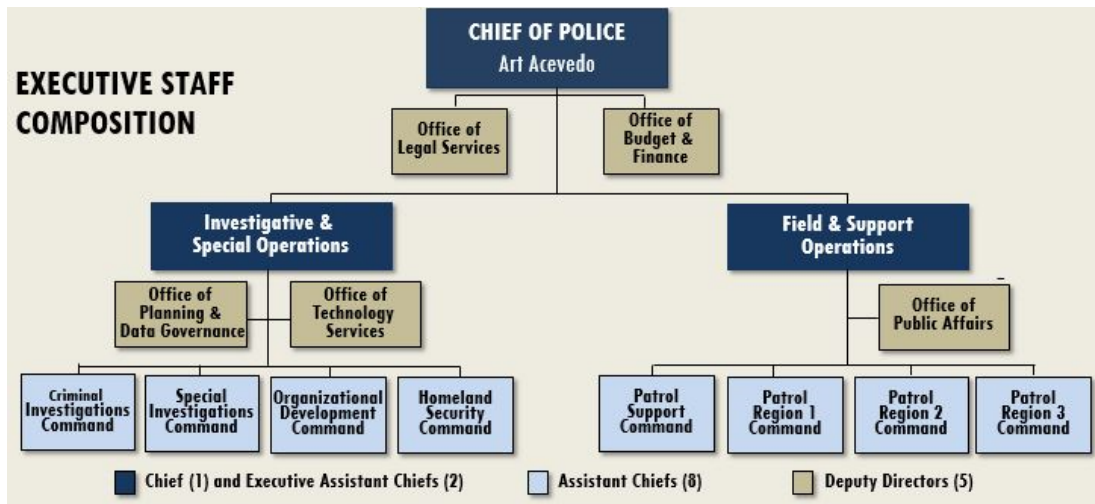 CHIEF OF POLICE
Art Acevedo
EXECUTIVE STAFF
COMPOSITION
Office of
Legal Services
Office of
Budget &
Finance
Investigative &
Special Operations
Field & Support
Operations
Office of
Planning &
Data Governance
Office of
Technology
Services
Office of
Public Affairs
Criminal
Investigations
Command
Special
Investigations
Command
Organizational
Development
Command
Homeland
Security
Command
Patrol
Support
Command
Patrol
Region 1
Command
Patrol
Region 2
Command
Patrol
Region 3
Command
Chief (1) and Executive Assistant Chiefs (2)
Assistant Chiefs (8)
Deputy Directors (5)